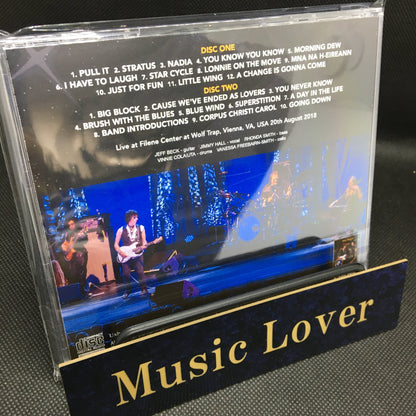 DISC ONE
1. PULL IT 2. STRATUS 3. NADIA 4. YOU KNOW YOU KNOW 5. MORNING DEW
6. I HAVE TO LAUGH 7. STAR CYCLE 8. LONNIE ON THE MOVE 9. MNA NA H-EIREANN
10. JUST FOR FUN 11. LITTLE WING 12. A CHANGE IS GONNA COME
DISC TWO
1. BIG BLOCK 2. CAUSE WE'VE ENDED AS LOVERS 3. YOU NEVER KNOW
4. BRUSH WITH THE BLUES 5. BLUE WIND 6. SUPERSTITION 7. A DAY IN THE LIFE
8. BAND INTRODUCTIONS 9. CORPUS CHRISTI CAROL 10. GOING DOWN
Live at Filene Center at Wolf Trap, Vienna, VA, USA 20th August 2018
JEFF BECK - guitar JIMMY HALL - vocal RHONDA SMITH - bass
VINNIE COLAIUTA - drums VANESSA FREEBAIRN-SMITH - cello
disc
Music Lover